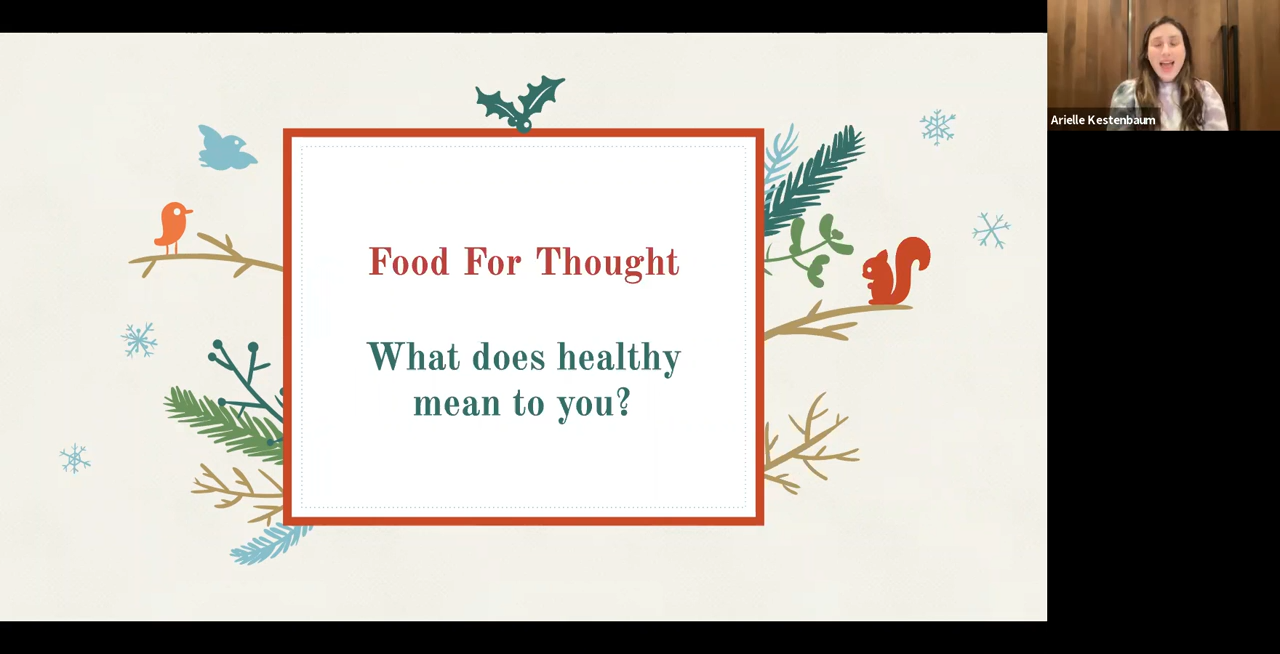 Food For Thought
What does healthy
mean to you?
Arielle Kestenbaum